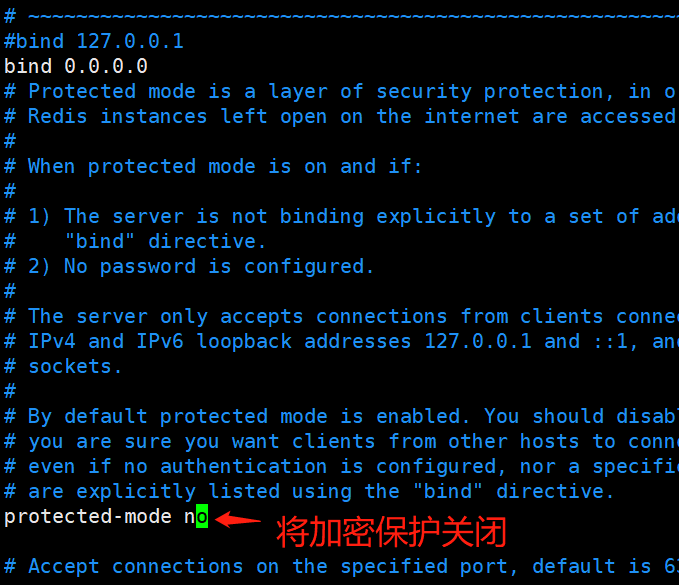 # ~~~~~~~~~~~~~~~~~~~~~~~~~~~~~~~~~~~~~~~~~~~~~~~~~~~~~~
#bind 127.0.0.1
bind 0.0.0.0
# Protected mode is a layer of security protection, in o
# Redis instances left open on the internet are accessed
#
# When protected mode is on and if:
#
# 1) The server is not binding explicitly to a set of add
#    "bind" directive.
# 2) No password is configured.
#
# The server only accepts connections from clients connec
# IPv4 and IPv6 loopback addresses 127.0.0.1 and ::1, and
# sockets.
#
# By default protected mode is enabled. You should disabl
# you are sure you want clients from other hosts to conne
# even if no authentication is configured, nor a specifi
# are explicitly listed using the "bind" directive.
protected-mode no
将加密保护关闭
# Accept connections on the specified port, default is 63